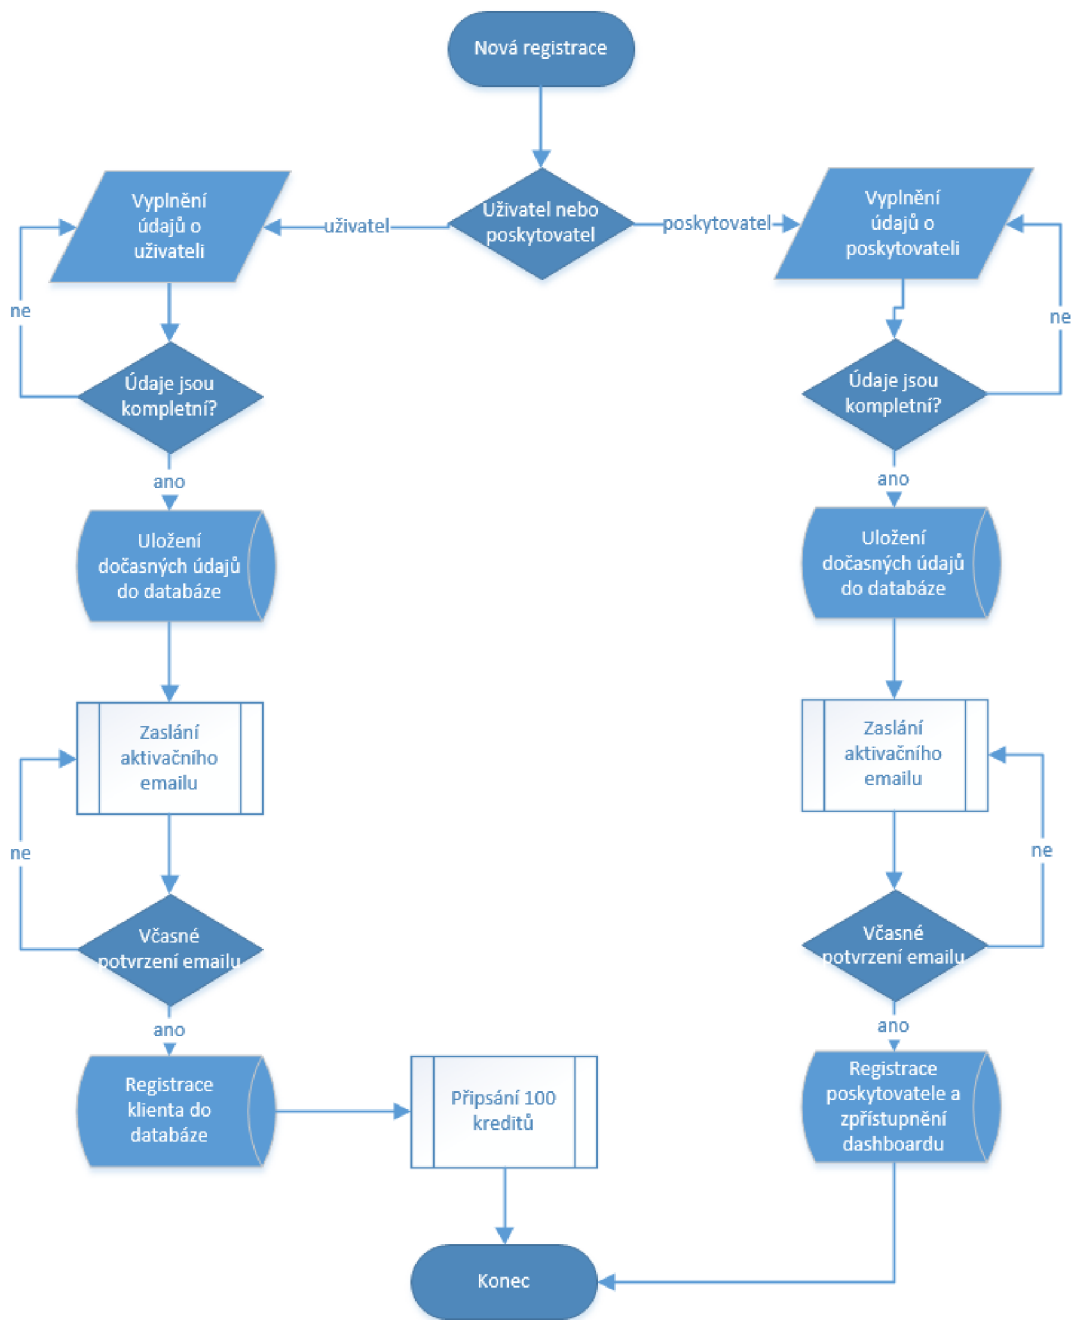 Nová registrace
Uživatel nebo
poskytovatel
uživatel
poskytovatel
Vyplnění
údajů o
uživateli
ne
Údaje jsou
kompletní?
ano
Uložení
dočasných údajů
do databáze
Zaslání
aktivačního
emailu
ne
Včasné
potvrzení emailu
ano
Registrace
klienta do
databáze
Připsání 100
kreditů
Vyplnění
údajů o
poskytovateli
ne
Údaje jsou
kompletní?
ano
Uložení
dočasných údajů
do databáze
Zaslání
aktivačního
emailu
ne
Včasné
potvrzení emailu
ano
Registrace
poskytovatele a
zpřístupnění
dashboardu
Konec